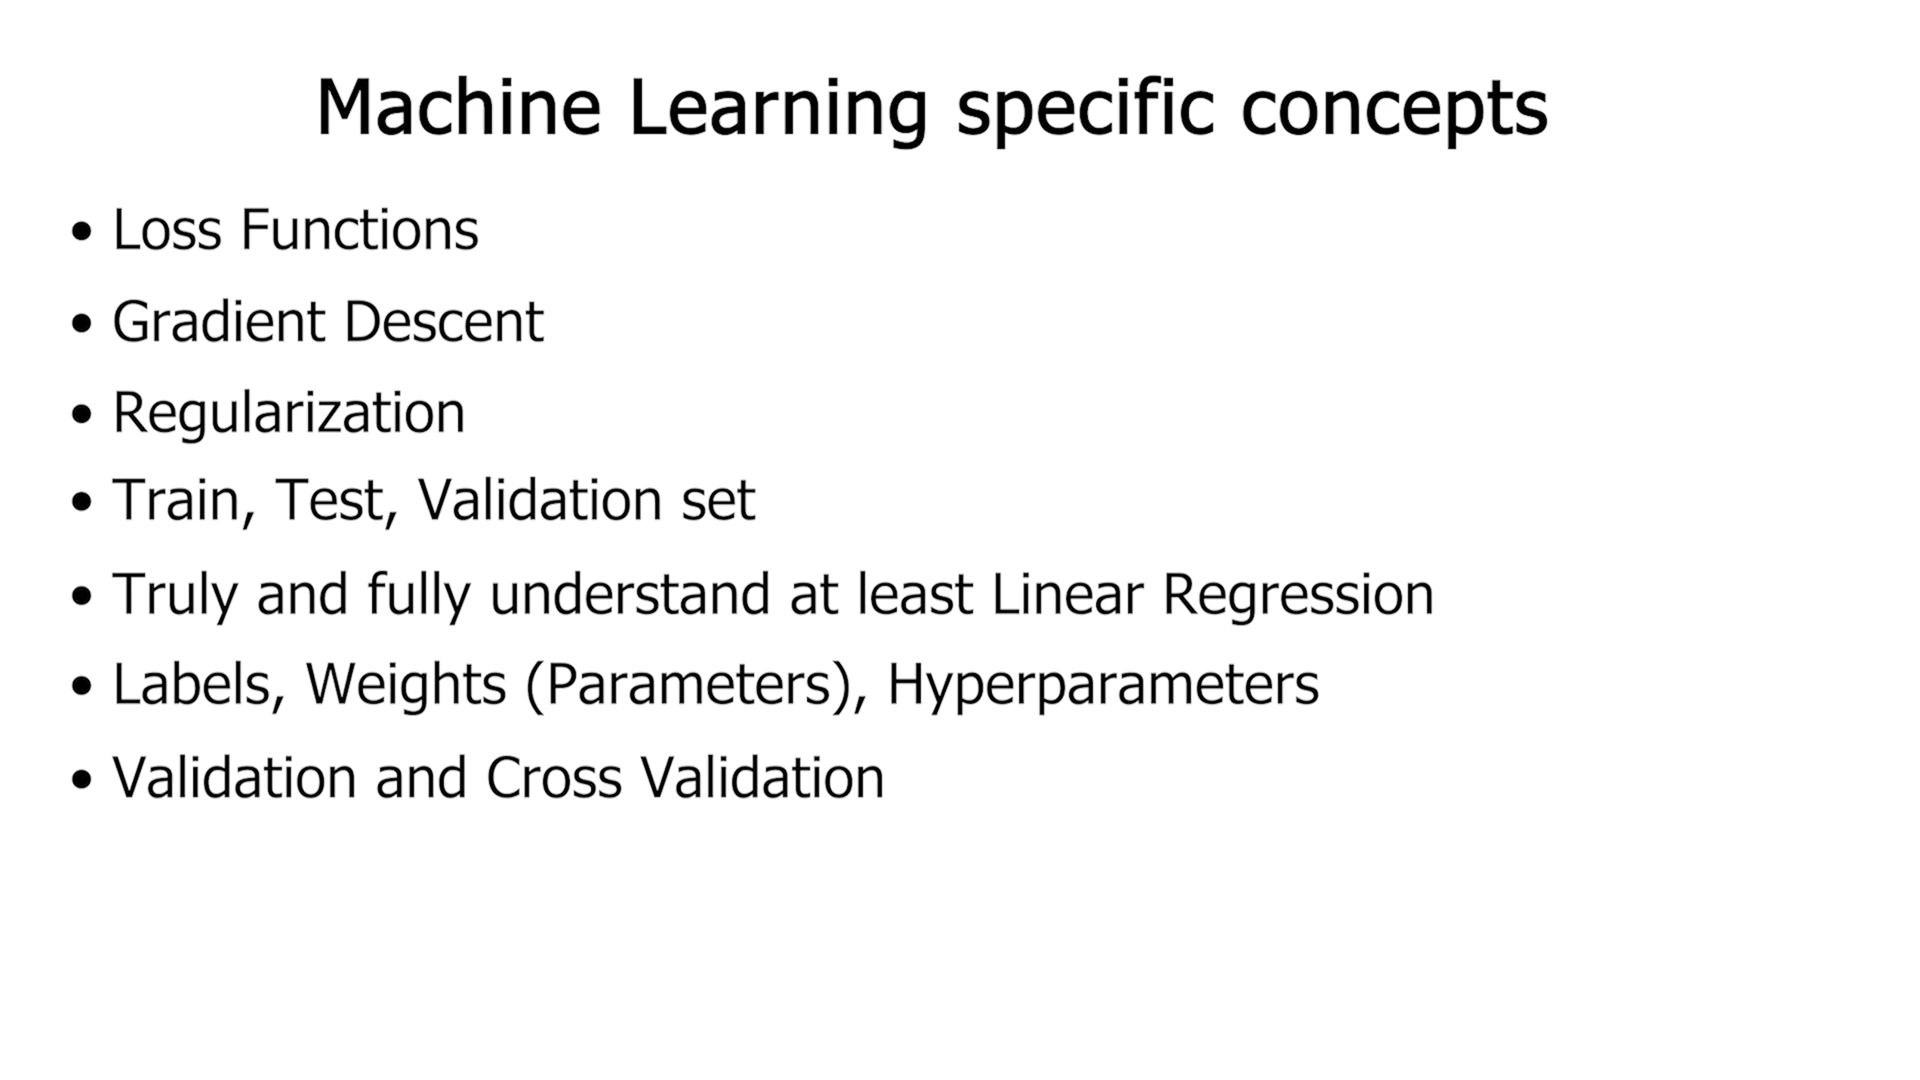 Machine Learning specific concepts
• Loss Functions
• Gradient Descent
• Regularization
• Train, Test, Validation set
• Truly and fully understand at least Linear Regression
• Labels, Weights (Parameters), Hyperparameters
• Validation and Cross Validation